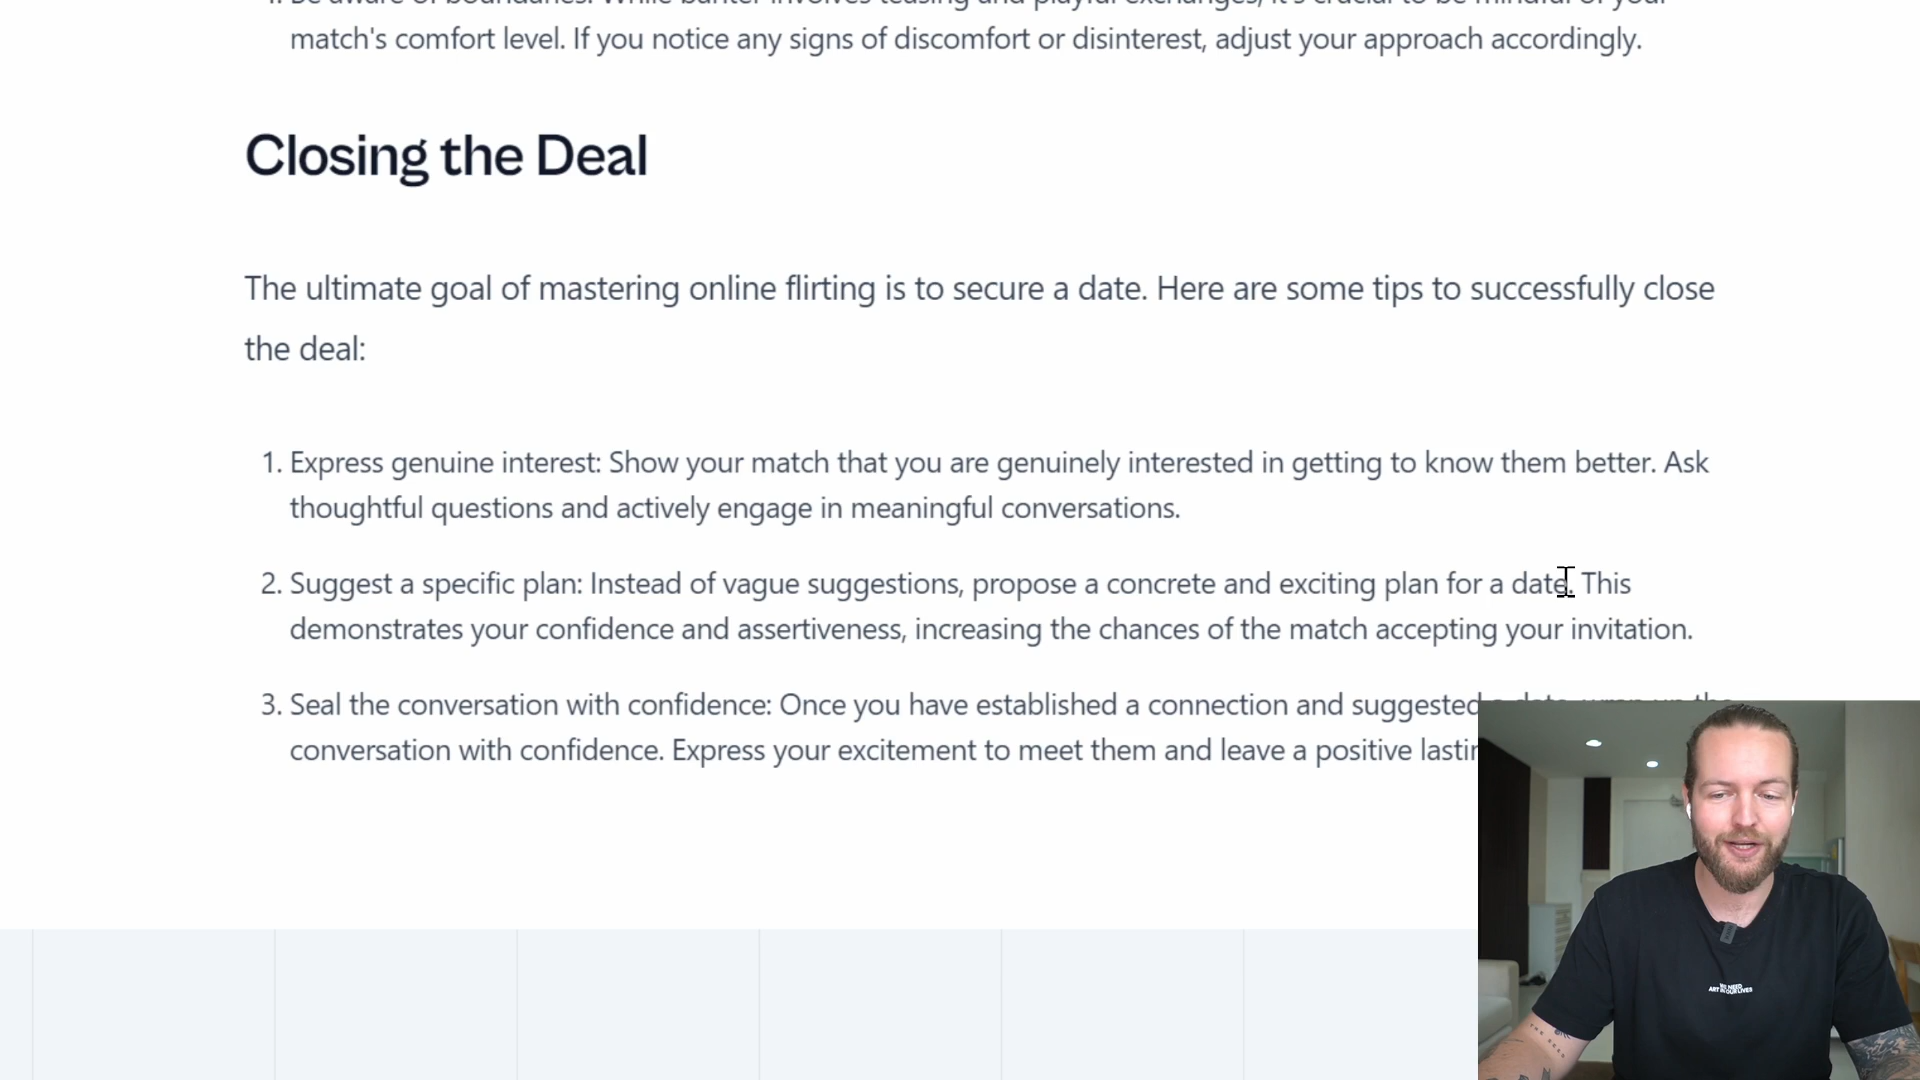 match's comfort level. If you notice any signs of discomfort or disinterest, adjust your approach accordingly.
Closing the Deal
The ultimate goal of mastering online flirting is to secure a date. Here are some tips to successfully close
the deal:
1. Express genuine interest: Show your match that you are genuinely interested in getting to know them better. Ask
thoughtful questions and actively engage in meaningful conversations.
2. Suggest a specific plan: Instead of vague suggestions, propose a concrete and exciting plan for a date. This
demonstrates your confidence and assertiveness, increasing the chances of the match accepting your invitation.
3. Seal the conversation with confidence: Once you have established a connection and suggested
conversation with confidence. Express your excitement to meet them and leave a positive
ART IN OUR LIVES